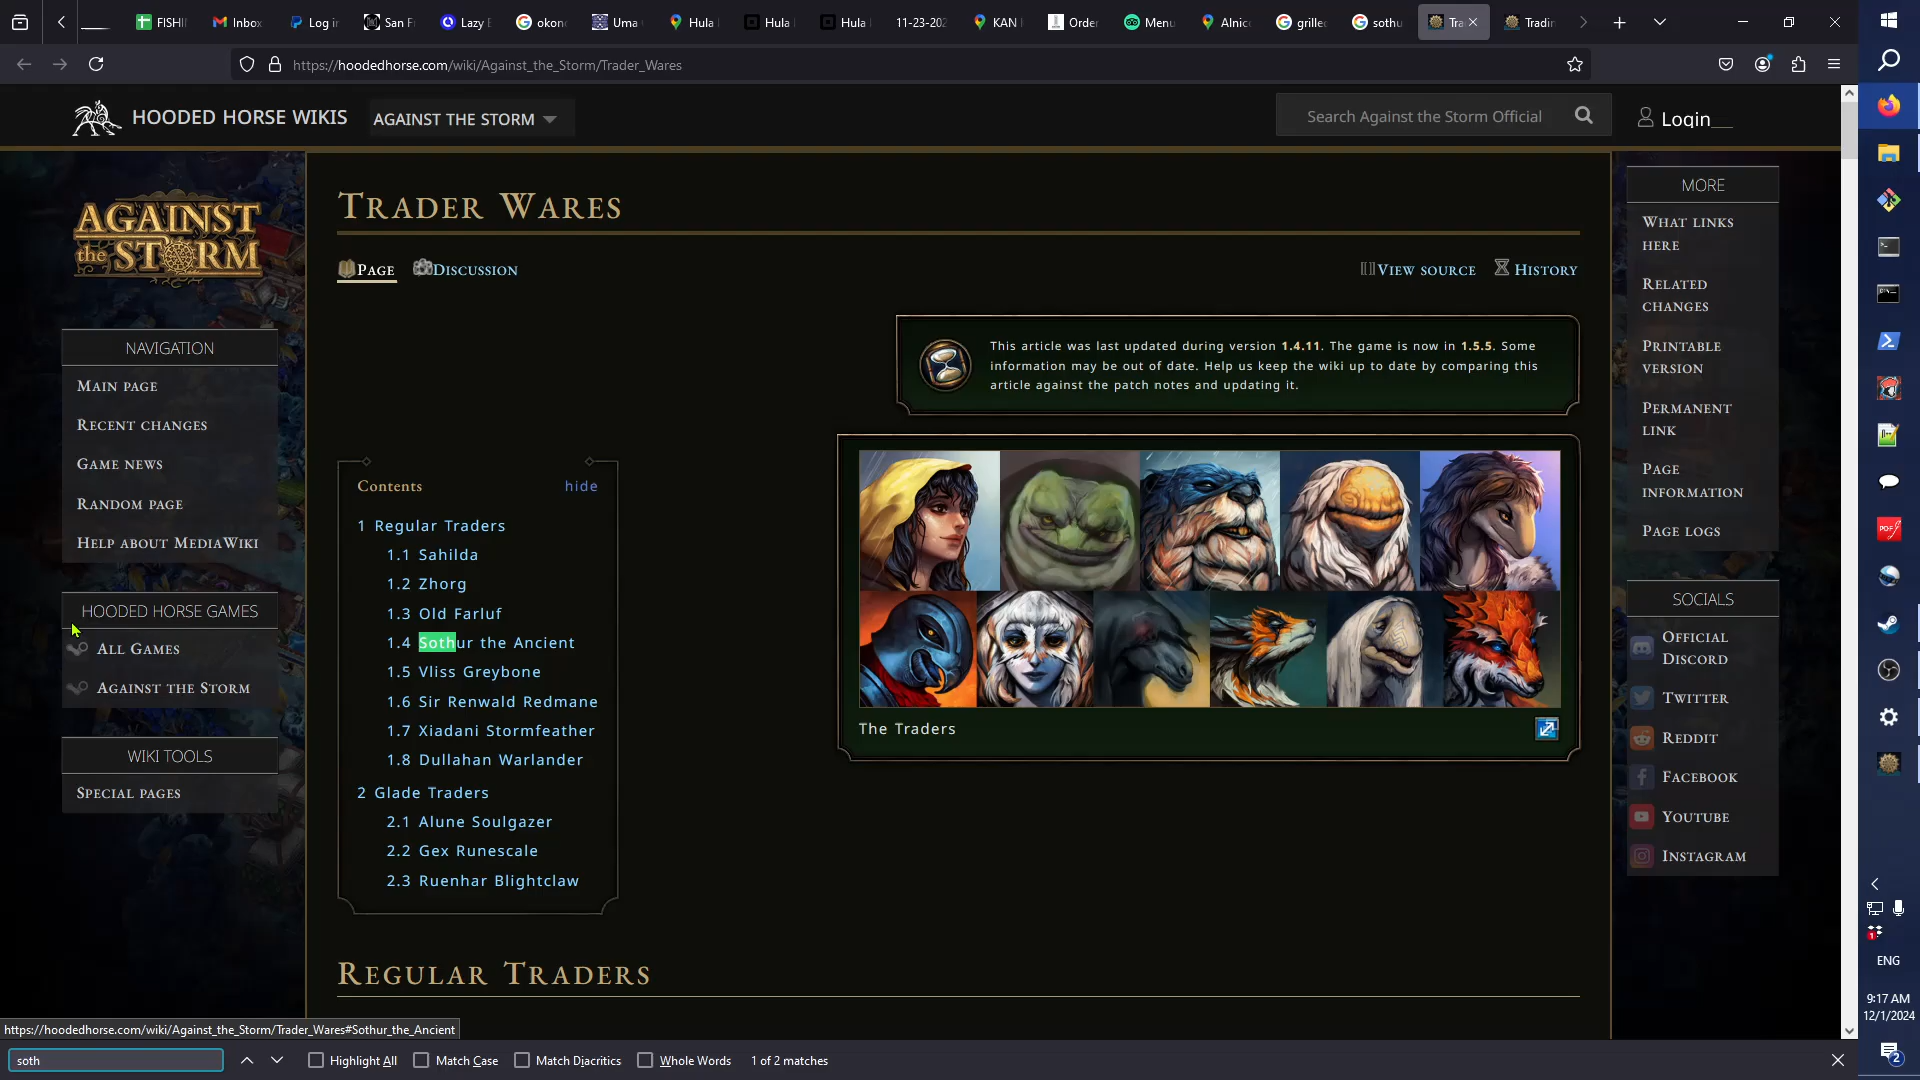 FISHI
Inbox
Log in
San Fr
Lazy E
okono
Uma
Hula
Hula
Hula
11-23-202
KAN
Order
Menu
Alnic
grille
sothu
Tra
Tradin
https://hoodedhorse.com/wiki/Against_the_Storm/Trader_Wares
HOODED HORSE WIKIS
AGAINST THE STORM
Search Against the Storm Official
Login
AGAINST
the STORM
NAVIGATION
MAIN PAGE
RECENT CHANGES
GAME NEWS
RANDOM PAGE
HELP ABOUT MEDIAWIKI
HOODED HORSE GAMES
ALL GAMES
AGAINST THE STORM
WIKI TOOLS
SPECIAL PAGES
TRADER WARES
PAGE
DISCUSSION
VIEW SOURCE
HISTORY
This article was last updated during version 1.4.11. The game is now in 1.5.5. Some
information may be out of date. Help us keep the wiki up to date by comparing this
article against the patch notes and updating it.
Contents
hide
1 Regular Traders
1.1 Sahilda
1.2 Zhorg
1.3 Old Farluf
1.4 Sothur the Ancient
1.5 Vliss Greybone
1.6 Sir Renwald Redmane
1.7 Xiadani Stormfeather
1.8 Dullahan Warlander
2 Glade Traders
2.1 Alune Soulgazer
2.2 Gex Runescale
2.3 Ruenhar Blightclaw
The Traders
REGULAR TRADERS
MORE
WHAT LINKS
HERE
RELATED
CHANGES
PRINTABLE
VERSION
PERMANENT
LINK
PAGE
INFORMATION
PAGE LOGS
SOCIALS
OFFICIAL
DISCORD
TWITTER
REDDIT
FACEBOOK
YOUTUBE
INSTAGRAM
https://hoodedhorse.com/wiki/Against_the_Storm/Trader_Wares#Sothur_the_Ancient
soth
Highlight All
Match Case
Match Diacritics
Whole Words
1 of 2 matches
PDF
1
ENG
9:17 AM
12/1/2024
2